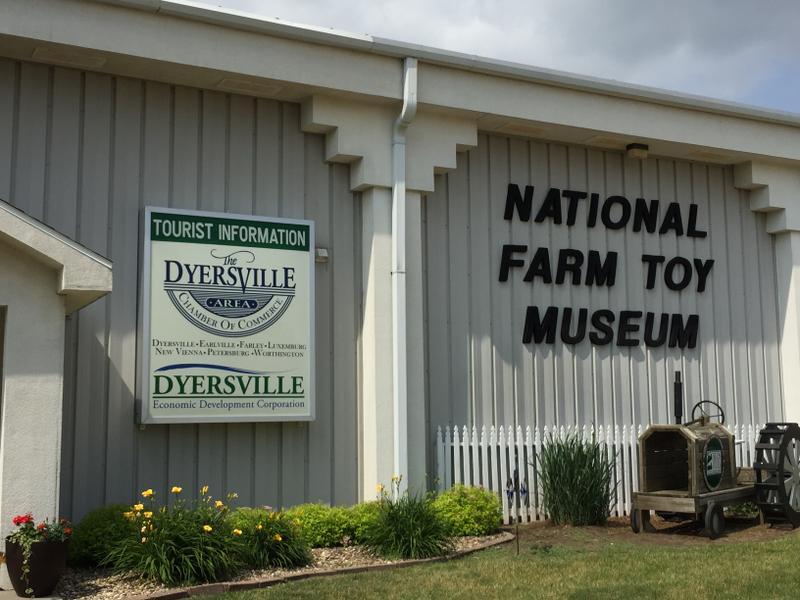 TOURIST INFORMATION
The
DYERSVILLE
AREA
CHAMBER OF COMMERCE
DYERSVILLE • EARLVILLE • FARLEY • LUXEMBURG
NEW VIENNA • PETERSBURG • WORTHINGTON
DYERSVILLE
Economic Development Corporation
NATIONAL
FARM TOY
MUSEUM